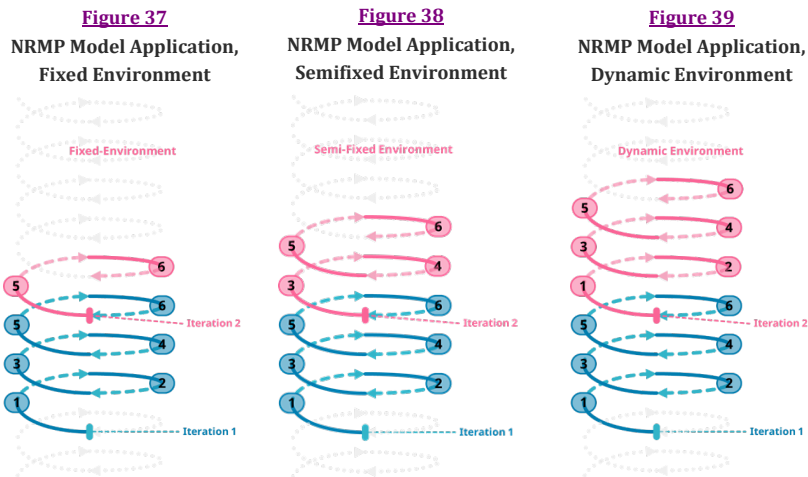 Figure 37
NRMP Model Application,
Fixed Environment
Fixed-Environment
6
5
Iteration 2
6
5
4
3
2
1
Iteration 1
Figure 38
NRMP Model Application,
Semifixed Environment
Semi-Fixed Environment
6
5
4
3
Iteration 2
6
5
4
3
2
1
Iteration 1
Figure 39
NRMP Model Application,
Dynamic Environment
Dynamic Environment
6
5
4
3
2
1
Iteration 2
6
5
4
3
2
1
Iteration 1